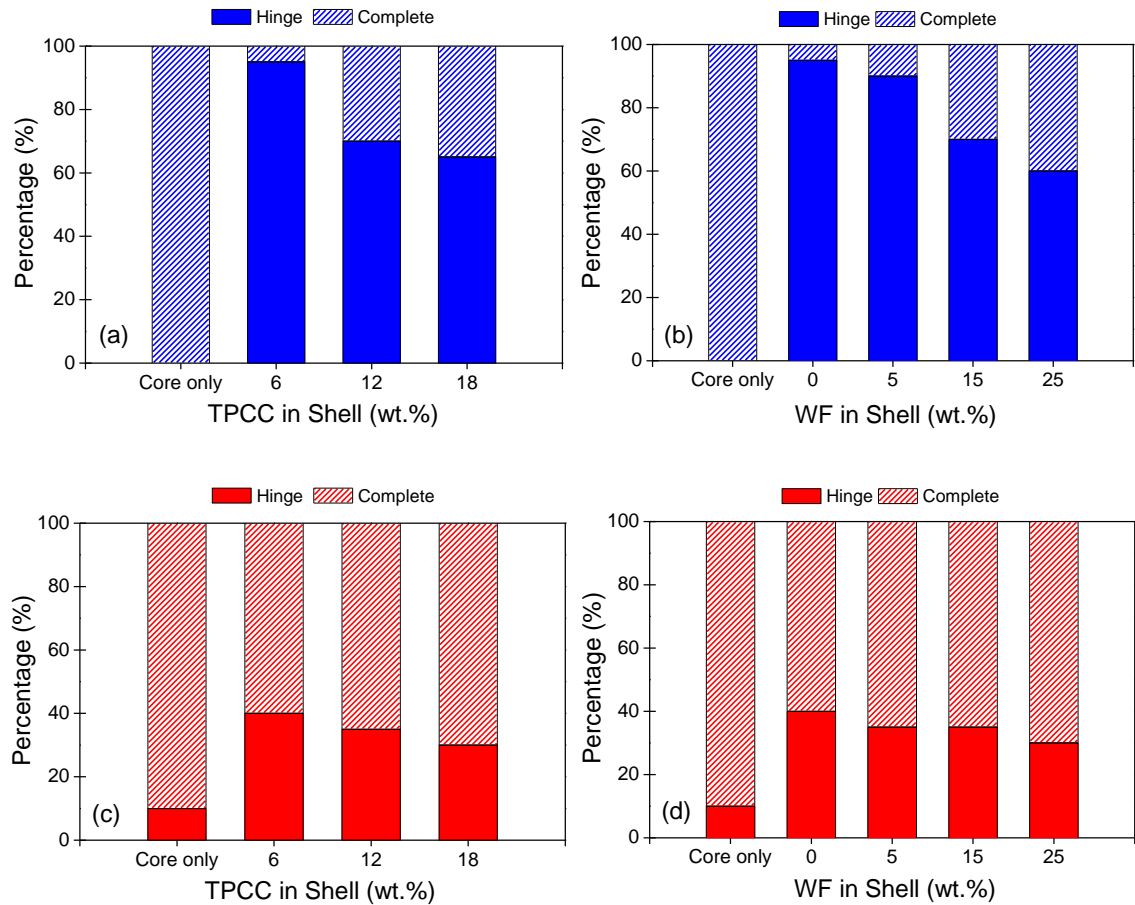 Hinge Complete
100
80
60
40
20
0
Percentage (%)
(a)
Core only 6 12 18
TPCC in Shell (wt.%)
Hinge Complete
100
80
60
40
20
0
Percentage (%)
(b)
Core only 0 5 15 25
WF in Shell (wt.%)
Hinge Complete
100
80
60
40
20
0
Percentage (%)
(c)
Core only 6 12 18
TPCC in Shell (wt.%)
Hinge Complete
100
80
60
40
20
0
Percentage (%)
(d)
Core only 0 5 15 25
WF in Shell (wt.%)